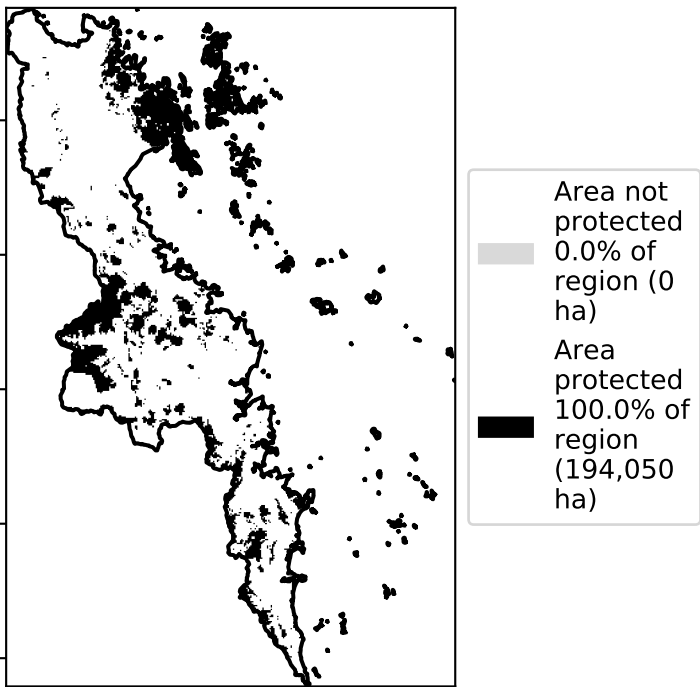 Area not
protected
0.0% of
region (0
ha)
Area
protected
100.0% of
region
(194,050
ha)